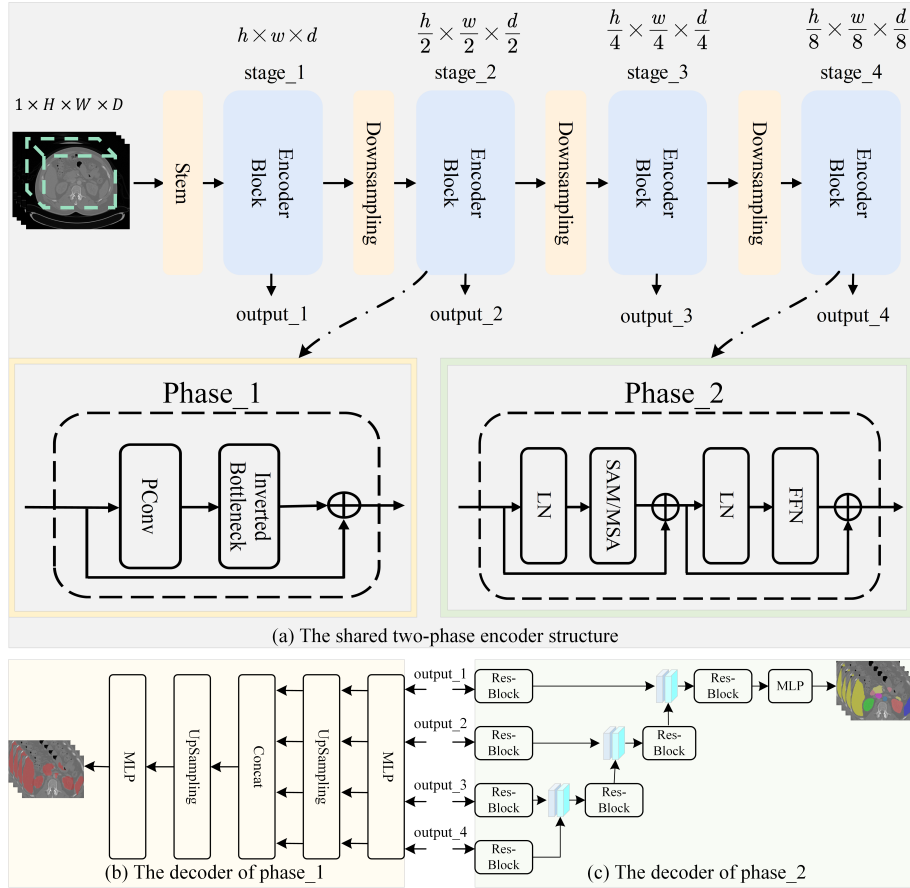 h × w × d
h/2 × w/2 × d/2
h/4 × w/4 × d/4
h/8 × w/8 × d/8
stage_1
stage_2
stage_3
stage_4
1 × H × W × D
Stem
Encoder
Block
Downsampling
Encoder
Block
Downsampling
Encoder
Block
Downsampling
Encoder
Block
output_1
output_2
output_3
output_4
Phase_1
PConv
Inverted
Bottleneck
Phase_2
LN
SAM/MSA
LN
FFN
(a) The shared two-phase encoder structure
MLP
UpSampling
Concat
UpSampling
MLP
output_1
output_2
output_3
output_4
(b) The decoder of phase_1
Res-
Block
Res-
Block
MLP
Res-
Block
Res-
Block
Res-
Block
Res-
Block
Res-
Block
(c) The decoder of phase_2